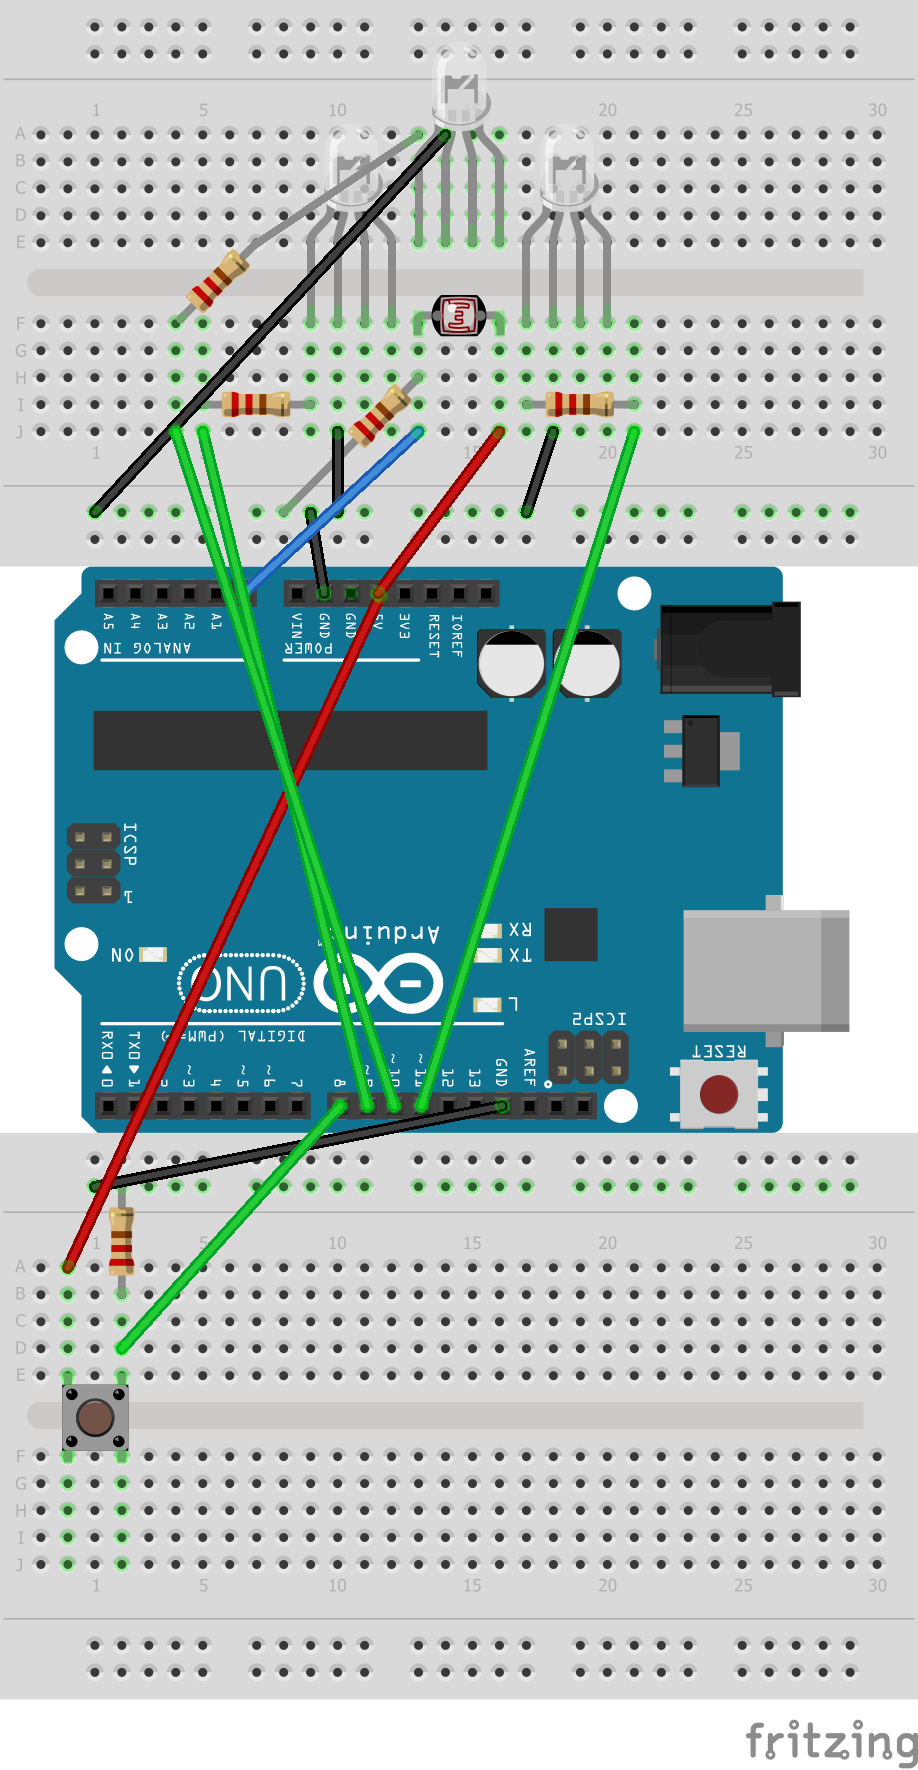 1 5 10 15 20 25 30
A
B
C
D
E
F
G
H
I
J
1 5 15 20 25 30
A5 A4 A3 A2 A1 VIN GND GND 5V 3V3 RESET IOREF
ANALOG IN POWER
ICSP
1
Arduino
TM
RX
TX
ON
UNO
L
ICSP2
DIGITAL (PWM=~)
RESET
RX0 0 TX0 1 2 ~3 4 ~5 ~6 7 8 ~9 ~10 ~11 12 13 GND AREF
1 5 10 15 20 25 30
A
B
C
D
E
F
G
H
I
J
1 5 10 15 20 25 30
fritzing